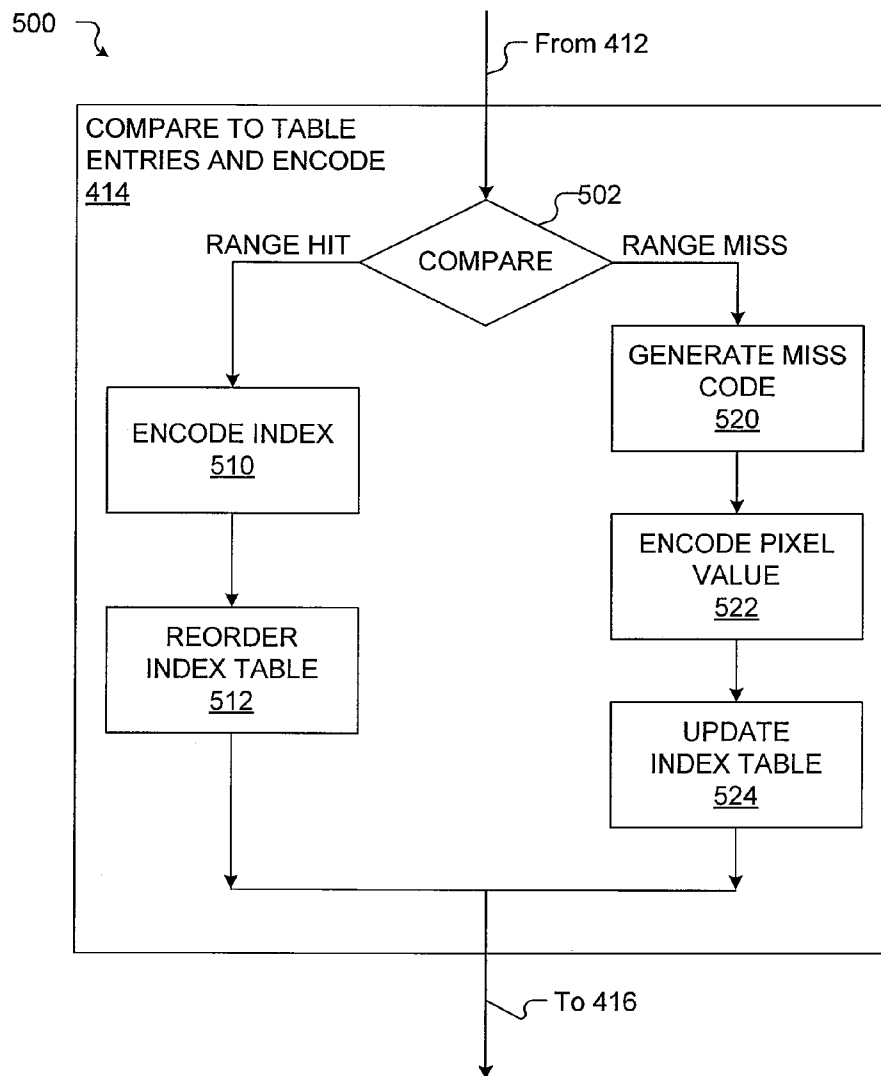 500
From 412
COMPARE TO TABLE
ENTRIES AND ENCODE
414
502
RANGE HIT
COMPARE
RANGE MISS
GENERATE MISS
CODE
520
ENCODE INDEX
510
ENCODE PIXEL
VALUE
522
REORDER
INDEX TABLE
512
UPDATE
INDEX TABLE
524
To 416